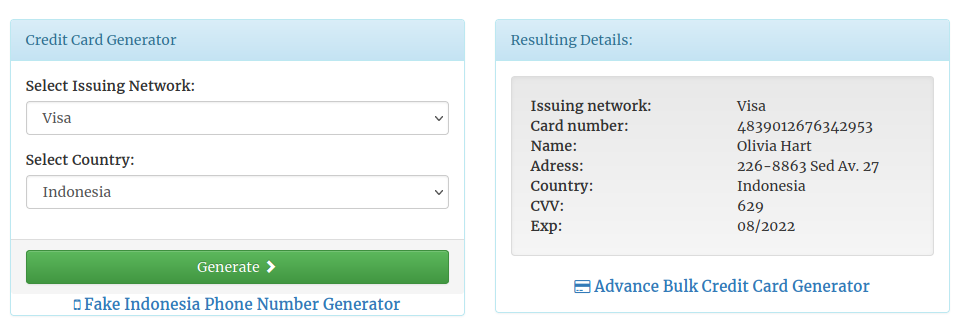 Credit Card Generator
Select Issuing Network:
Visa
Select Country:
Indonesia
Generate
Fake Indonesia Phone Number Generator
Resulting Details:
Issuing network: Visa
Card number: 4839012676342953
Name: Olivia Hart
Adress: 226-8863 Sed Av. 27
Country: Indonesia
CVV: 629
Exp: 08/2022
Advance Bulk Credit Card Generator